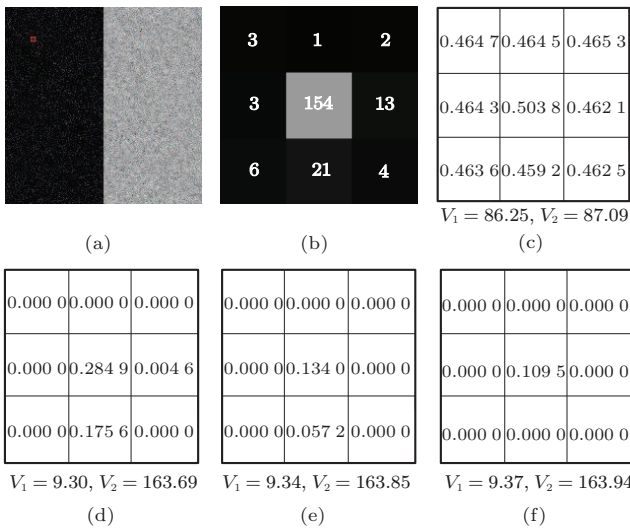 3 1 2
3 154 13
6 21 4
(a)
(b)
0.464 7 0.464 5 0.465 3
0.464 3 0.503 8 0.462 1
0.463 6 0.459 2 0.462 5
V₁ = 86.25, V₂ = 87.09
(c)
0.000 0 0.000 0 0.000 0
0.000 0 0.284 9 0.004 6
0.000 0 0.175 6 0.000 0
V₁ = 9.30, V₂ = 163.69
(d)
0.000 0 0.000 0 0.000 0
0.000 0 0.134 0 0.000 0
0.000 0 0.057 2 0.000 0
V₁ = 9.34, V₂ = 163.85
(e)
0.000 0 0.000 0 0.000 0
0.000 0 0.109 5 0.000 0
0.000 0 0.000 0 0.000 0
V₁ = 9.37, V₂ = 163.94
(f)